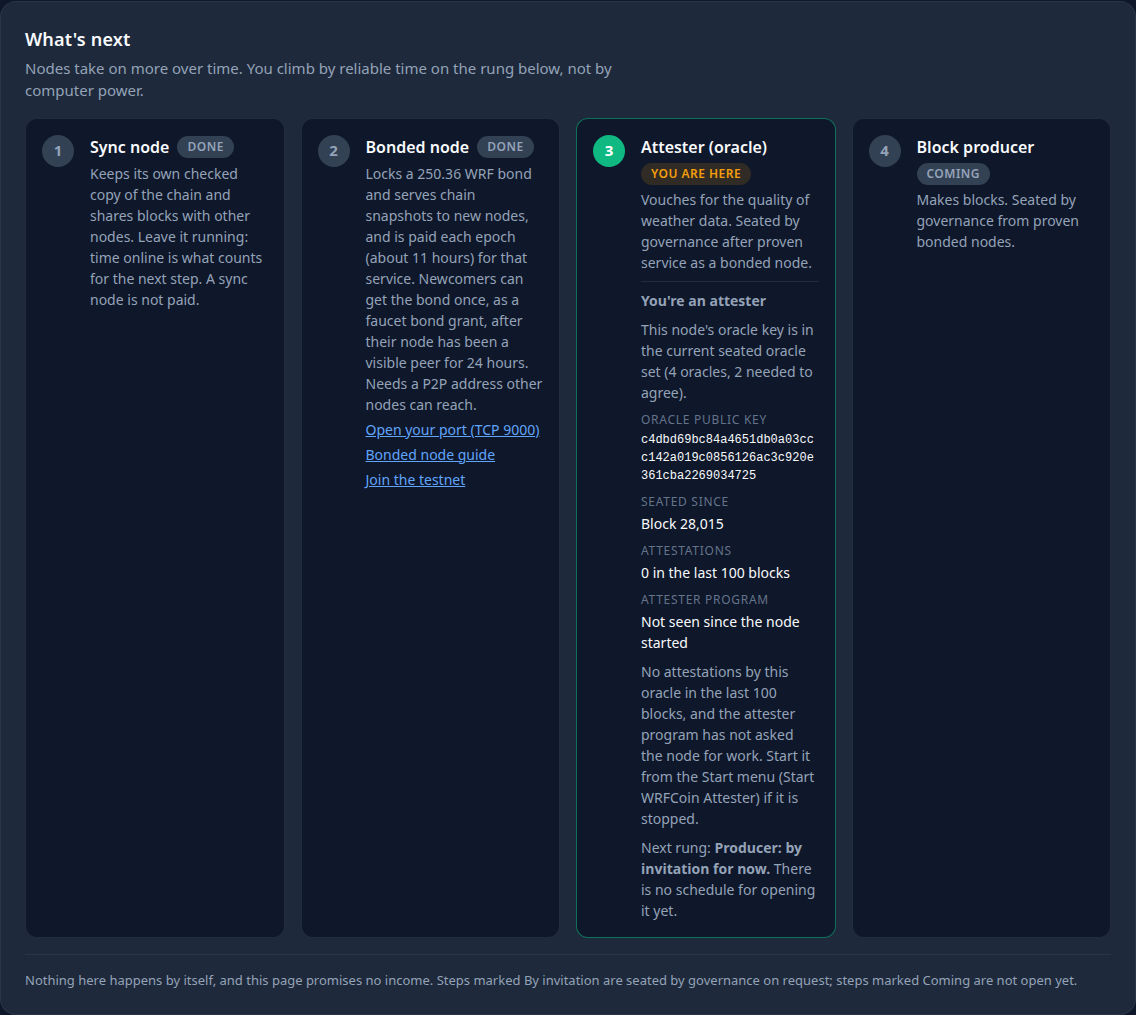 What's next
Nodes take on more over time. You climb by reliable time on the rung below, not by
computer power.
1
Sync node DONE
Keeps its own checked
copy of the chain and
shares blocks with other
nodes. Leave it running:
time online is what counts
for the next step. A sync
node is not paid.
2
Bonded node DONE
Locks a 250.36 WRF bond
and serves chain
snapshots to new nodes,
and is paid each epoch
(about 11 hours) for that
service. Newcomers can
get the bond once, as a
faucet bond grant, after
their node has been a
visible peer for 24 hours.
Needs a P2P address other
nodes can reach.
Open your port (TCP 9000)
Bonded node guide
Join the testnet
3
Attester (oracle)
YOU ARE HERE
Vouches for the quality of
weather data. Seated by
governance after proven
service as a bonded node.
You're an attester
This node's oracle key is in
the current seated oracle
set (4 oracles, 2 needed to
agree).
ORACLE PUBLIC KEY
c4dbd69bc84a4651db0a03cc
c142a019c0856126ac3c920e
361cba2269034725
SEATED SINCE
Block 28,015
ATTESTATIONS
0 in the last 100 blocks
ATTESTER PROGRAM
Not seen since the node
started
No attestations by this
oracle in the last 100
blocks, and the attester
program has not asked
the node for work. Start it
from the Start menu (Start
WRFCoin Attester) if it is
stopped.
Next rung: Producer: by
invitation for now. There
is no schedule for opening
it yet.
4
Block producer
COMING
Makes blocks. Seated by
governance from proven
bonded nodes.
Nothing here happens by itself, and this page promises no income. Steps marked By invitation are seated by governance on request; steps marked Coming are not open yet.